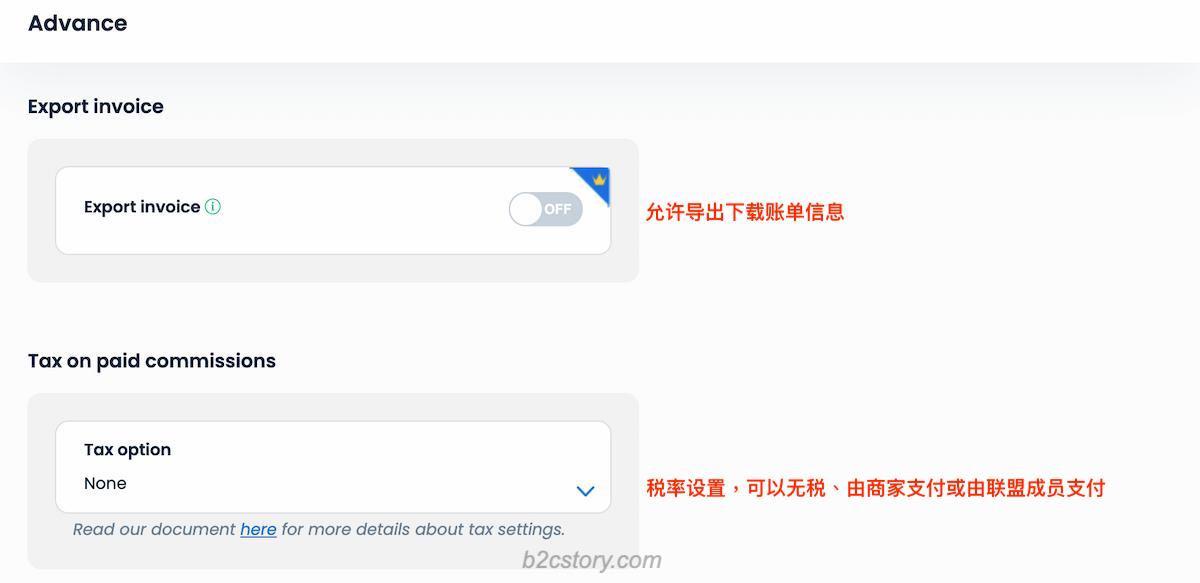 Advance
Export invoice
Export invoice
OFF
允许导出下载账单信息
Tax on paid commissions
Tax option
None
税率设置，可以无税、由商家支付或由联盟成员支付
Read our document here for more details about tax settings.
b2cstory.com